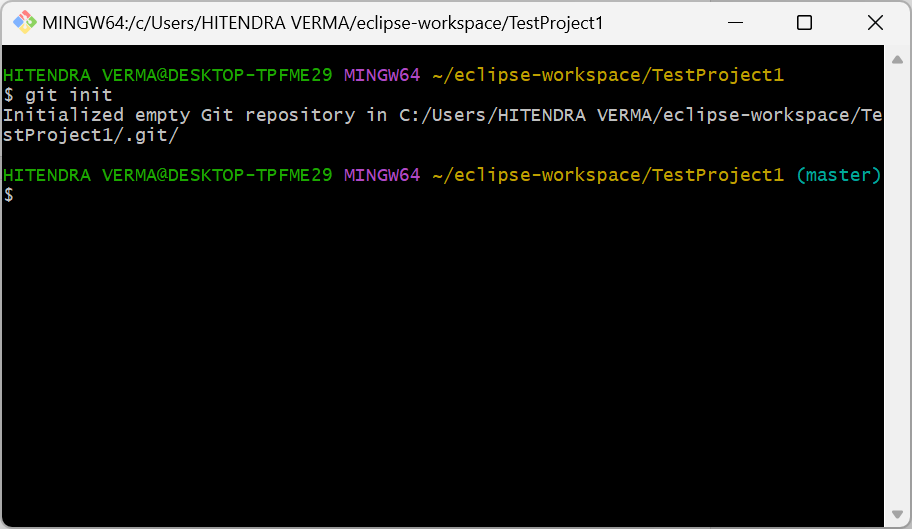 MINGW64:/c/Users/HITENDRA VERMA/eclipse-workspace/TestProject1
HITENDRA VERMA@DESKTOP-TPFME29 MINGW64 ~/eclipse-workspace/TestProject1
$ git init
Initialized empty Git repository in C:/Users/HITENDRA VERMA/eclipse-workspace/Te
stProject1/.git/
HITENDRA VERMA@DESKTOP-TPFME29 MINGW64 ~/eclipse-workspace/TestProject1 (master)
$